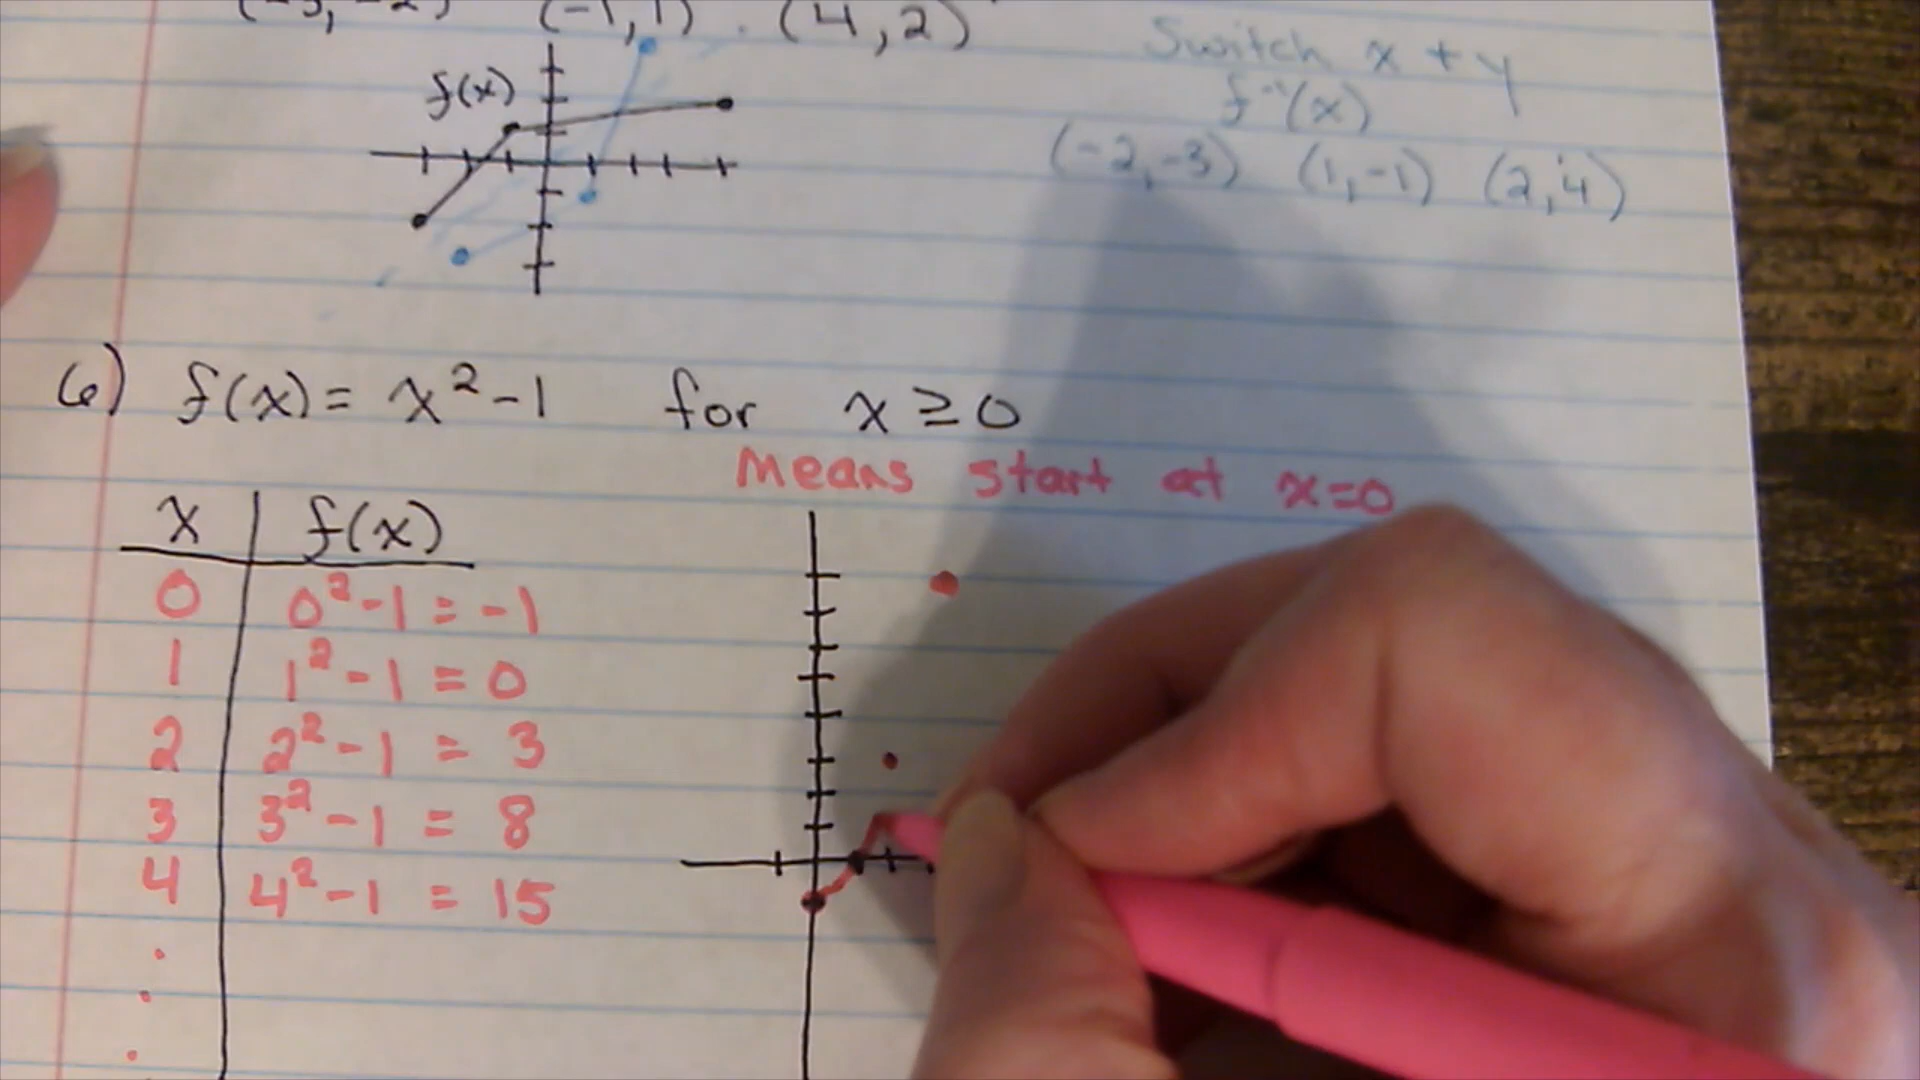 (-3, -2) (-1, 1) (4, 2)
Switch x + y
f(x)
f⁻¹(x)
(-2, -3) (1, -1) (2, 4)
6) f(x) = x² - 1 for x ≥ 0
means start at x=0
x f(x)
0 0² - 1 = -1
1 1² - 1 = 0
2 2² - 1 = 3
3 3² - 1 = 8
4 4² - 1 = 15